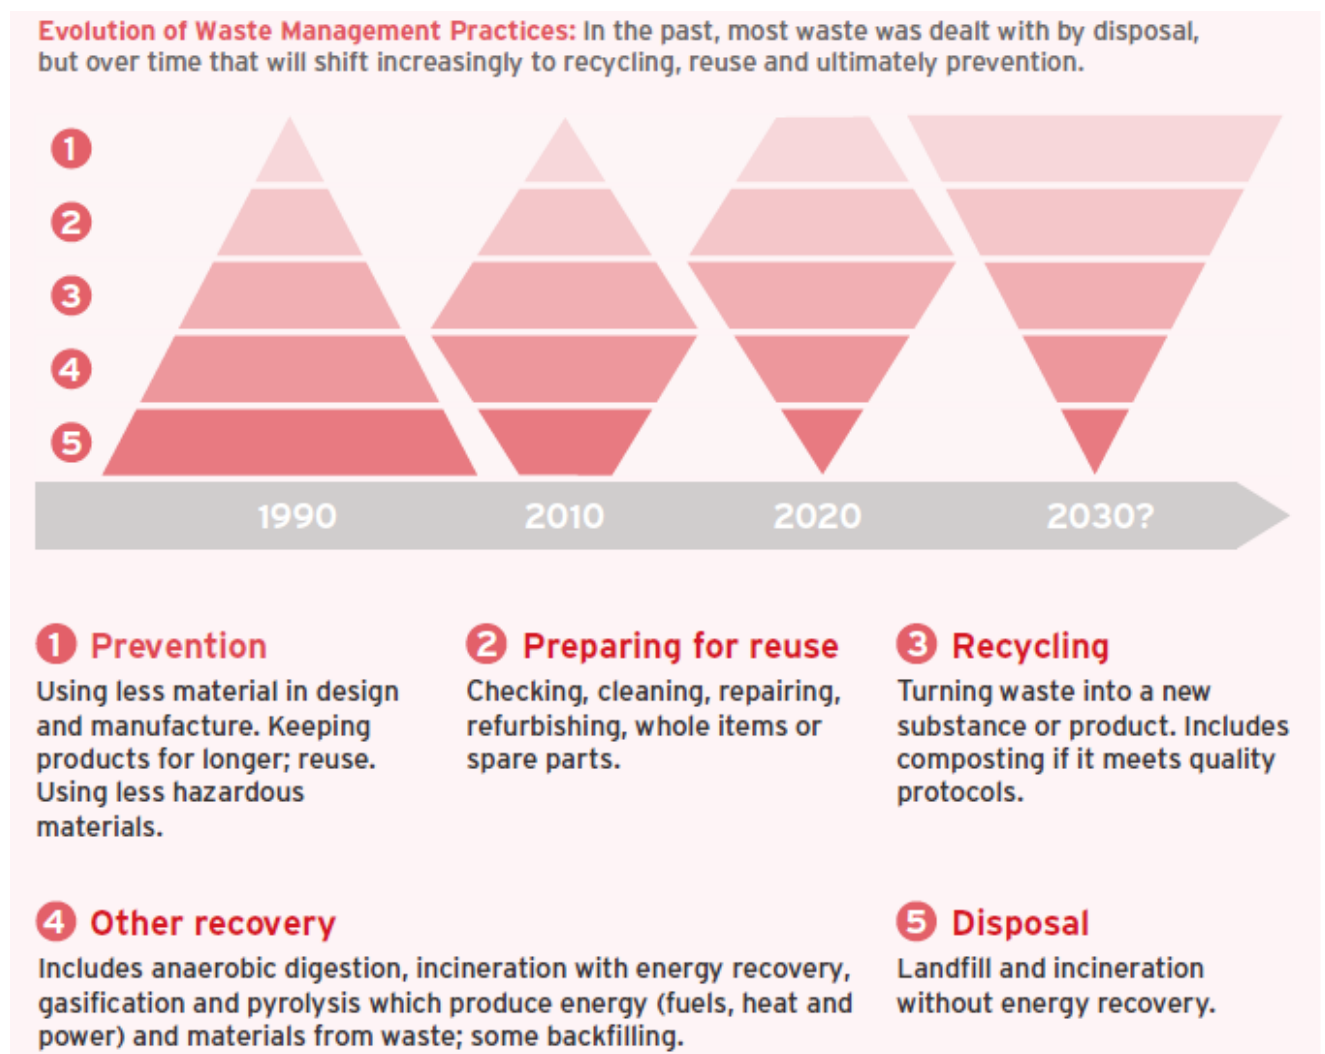 Evolution of Waste Management Practices: In the past, most waste was dealt with by disposal,
but over time that will shift increasingly to recycling, reuse and ultimately prevention.
1
2
3
4
5
1990 2010 2020 2030?
1 Prevention
Using less material in design
and manufacture. Keeping
products for longer; reuse.
Using less hazardous
materials.
2 Preparing for reuse
Checking, cleaning, repairing,
refurbishing, whole items or
spare parts.
3 Recycling
Turning waste into a new
substance or product. Includes
composting if it meets quality
protocols.
4 Other recovery
Includes anaerobic digestion, incineration with energy recovery,
gasification and pyrolysis which produce energy (fuels, heat and
power) and materials from waste; some backfilling.
5 Disposal
Landfill and incineration
without energy recovery.